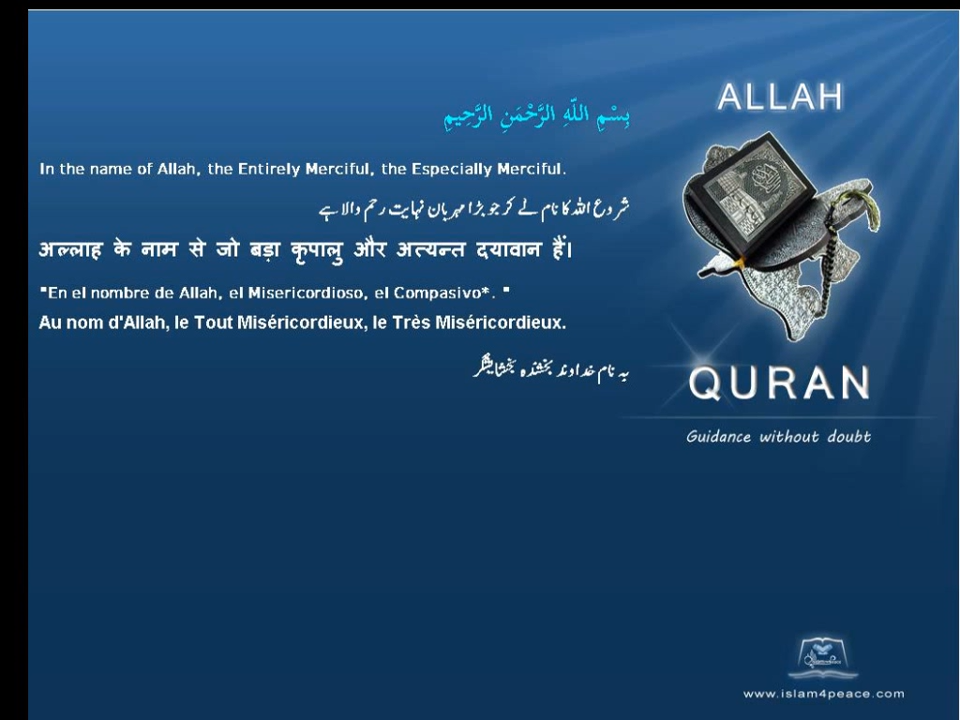 بِسْمِ اللّهِ الرَّحْمَنِ الرَّحِيمِ
In the name of Allah, the Entirely Merciful, the Especially Merciful.
شروع اللہ کا نام لے کر جو بڑا مہربان نہایت رحم والا ہے
अल्लाह के नाम से जो बड़ा कृपालु और अत्यन्त दयावान हैं।
"En el nombre de Allah, el Misericordioso, el Compasivo*. "
Au nom d'Allah, le Tout Miséricordieux, le Très Miséricordieux.
به نام خداوند بخشنده بخشایشگر
ALLAH
QURAN
Guidance without doubt
www.islam4peace.com